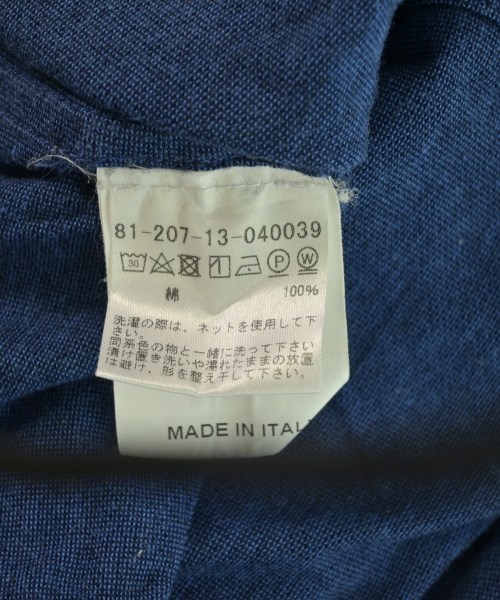 81-207-13-040039
30 1 P W
綿 100%
洗濯の際は、ネットを使用して下
さい。
同系色の物と一緒に洗って下さい
漬け置き洗いや濡れたままの放置
は避け、形を整え干して下さい。
MADE IN ITAL